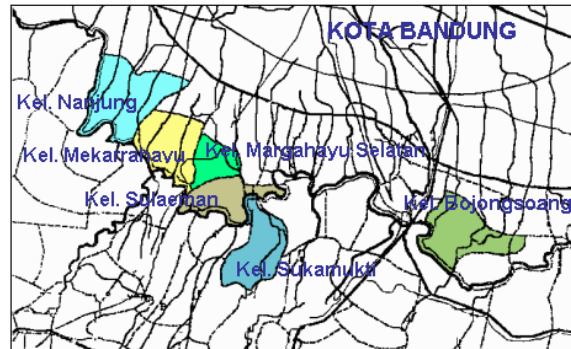 KOTA BANDUNG
Kel. Nanjung
Kel. Mekarrahayu
Kel. Margahayu Selatan
Kel. Sulaeman
Kel. Bojongsoang
Kel. Sukamukti